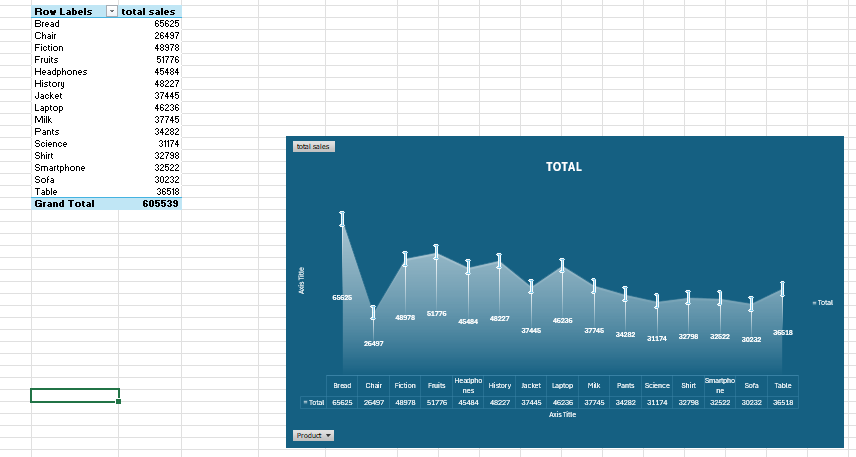 Row Labels total sales
Bread 65625
Chair 26497
Fiction 48978
Fruits 51776
Headphones 45484
History 48227
Jacket 37445
Laptop 46236
Milk 37745
Pants 34282
Science 31174
Shirt 32798
Smartphone 32522
Sofa 30232
Table 36518
Grand Total 605539
total sales
TOTAL
Axis Title
65625
26497
48978
51776
45484
48227
37445
46236
37745
34282
31174
32798
32522
30232
36518
Total
Bread Chair Fiction Fruits Headpho
nes History Jacket Laptop Milk Pants Science Shirt Smartpho
ne Sofa Table
Total 65625 26497 48978 51776 45484 48227 37445 46236 37745 34282 31174 32798 32522 30232 36518
Axis Title
Product